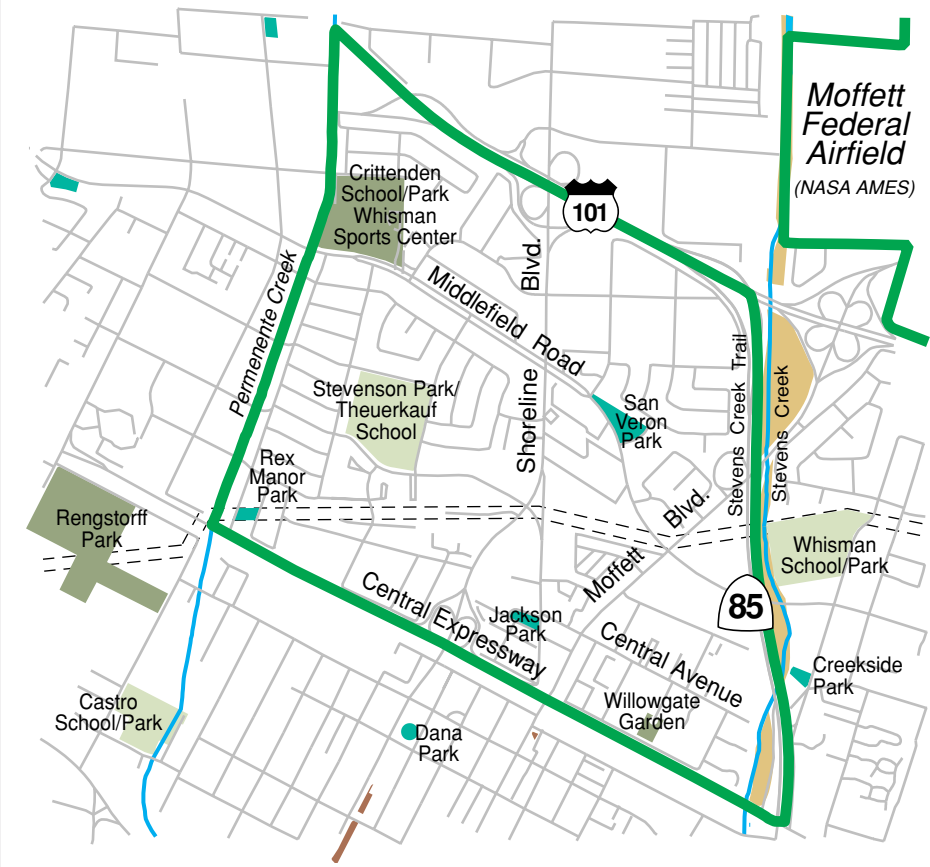 Moffett
Federal
Airfield
(NASA AMES)
Crittenden
School/Park
Whisman
Sports Center
101
Permenente Creek
Middlefield Road
Shoreline Blvd.
Stevens Creek Trail
Stevens Creek
Stevenson Park/
Theuerkauf
School
San
Veron
Park
Rex
Manor
Park
Rengstorff
Park
Moffett Blvd.
Whisman
School/Park
85
Central Expressway
Jackson
Park
Central Avenue
Creekside
Park
Willowgate
Garden
Castro
School/Park
Dana
Park